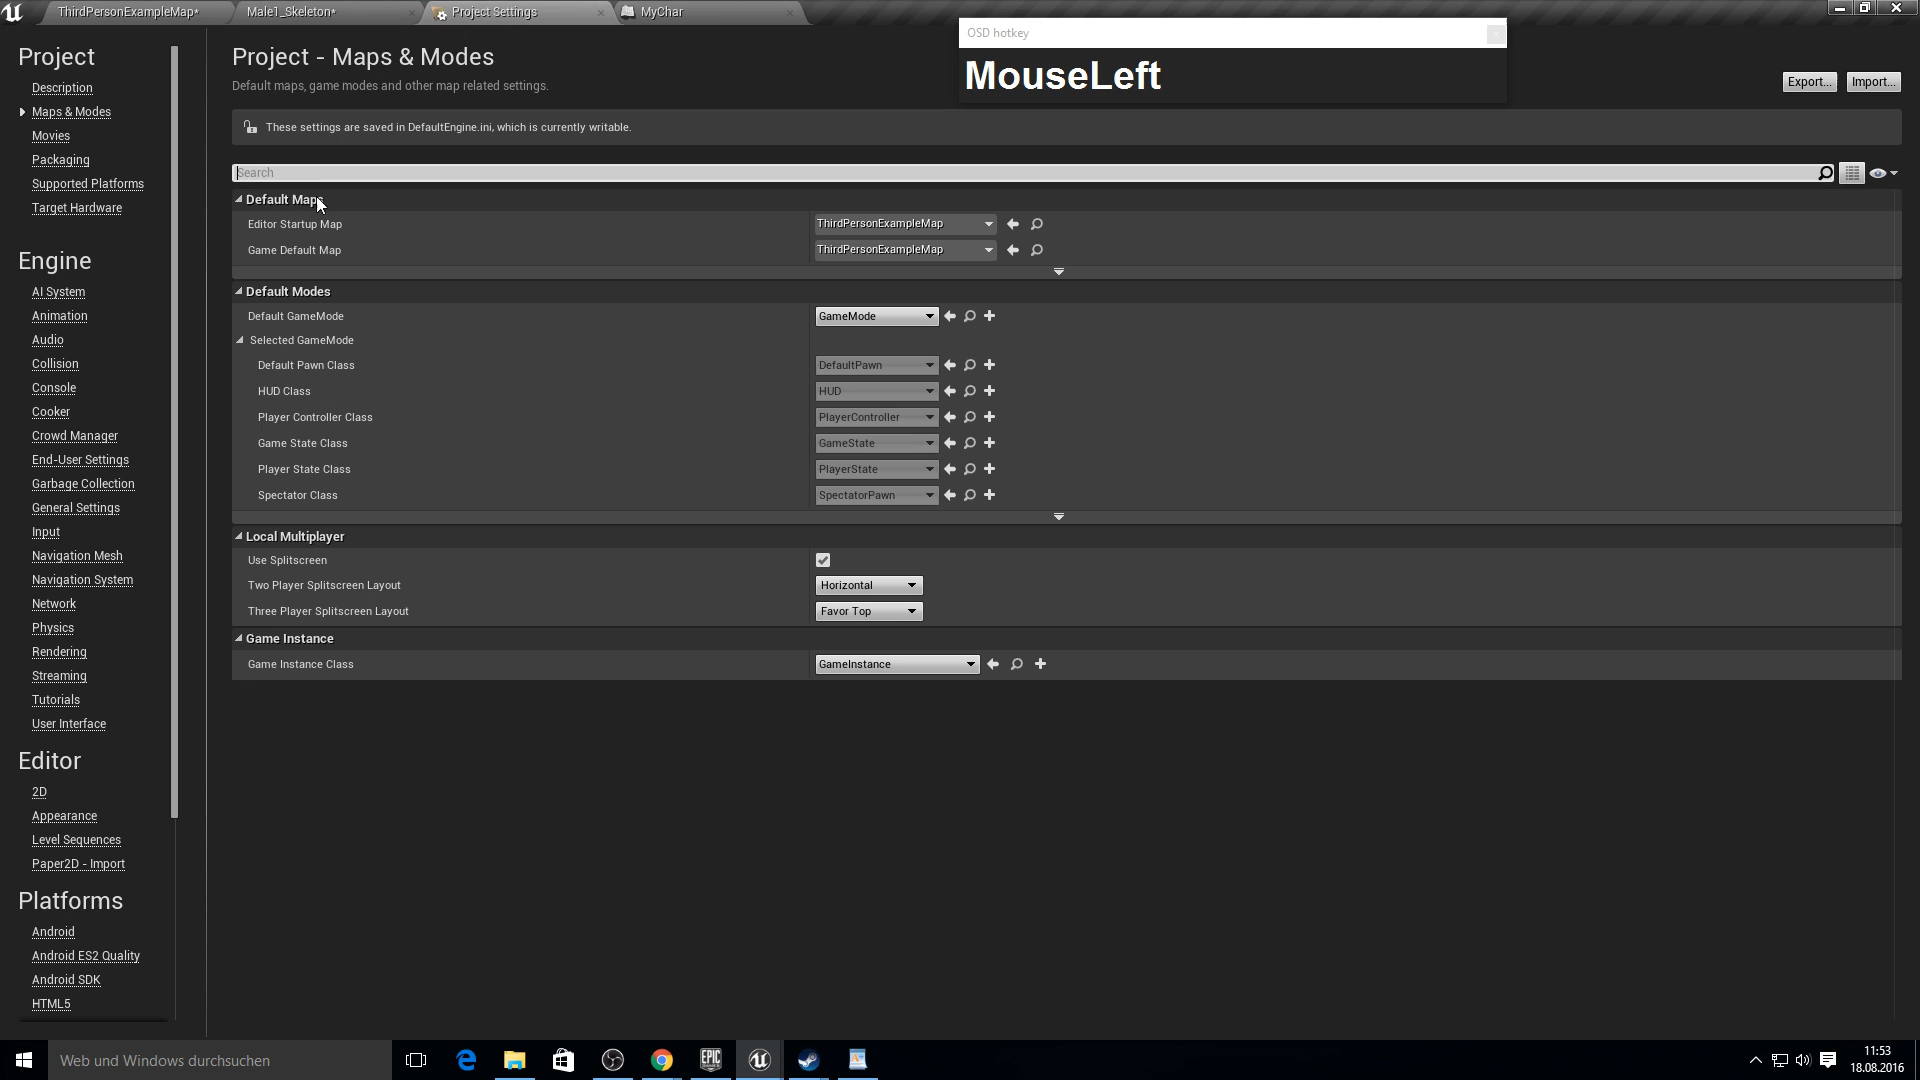 ThirdPersonExampleMap*
Male1_Skeleton*
Project Settings
MyChar
OSD hotkey
MouseLeft
Project
Description
Maps & Modes
Movies
Packaging
Supported Platforms
Target Hardware
Engine
AI System
Animation
Audio
Collision
Console
Cooker
Crowd Manager
End-User Settings
Garbage Collection
General Settings
Input
Navigation Mesh
Navigation System
Network
Physics
Rendering
Streaming
Tutorials
User Interface
Editor
2D
Appearance
Level Sequences
Paper2D - Import
Platforms
Android
Android ES2 Quality
Android SDK
HTML5
Project - Maps & Modes
Default maps, game modes and other map related settings.
Export...
Import...
These settings are saved in DefaultEngine.ini, which is currently writable.
Search
Default Maps
Editor Startup Map
ThirdPersonExampleMap
Game Default Map
ThirdPersonExampleMap
Default Modes
Default GameMode
GameMode
Selected GameMode
Default Pawn Class
DefaultPawn
HUD Class
HUD
Player Controller Class
PlayerController
Game State Class
GameState
Player State Class
PlayerState
Spectator Class
SpectatorPawn
Local Multiplayer
Use Splitscreen
Two Player Splitscreen Layout
Horizontal
Three Player Splitscreen Layout
Favor Top
Game Instance
Game Instance Class
GameInstance
Web und Windows durchsuchen
EPIC
11:53
18.08.2016